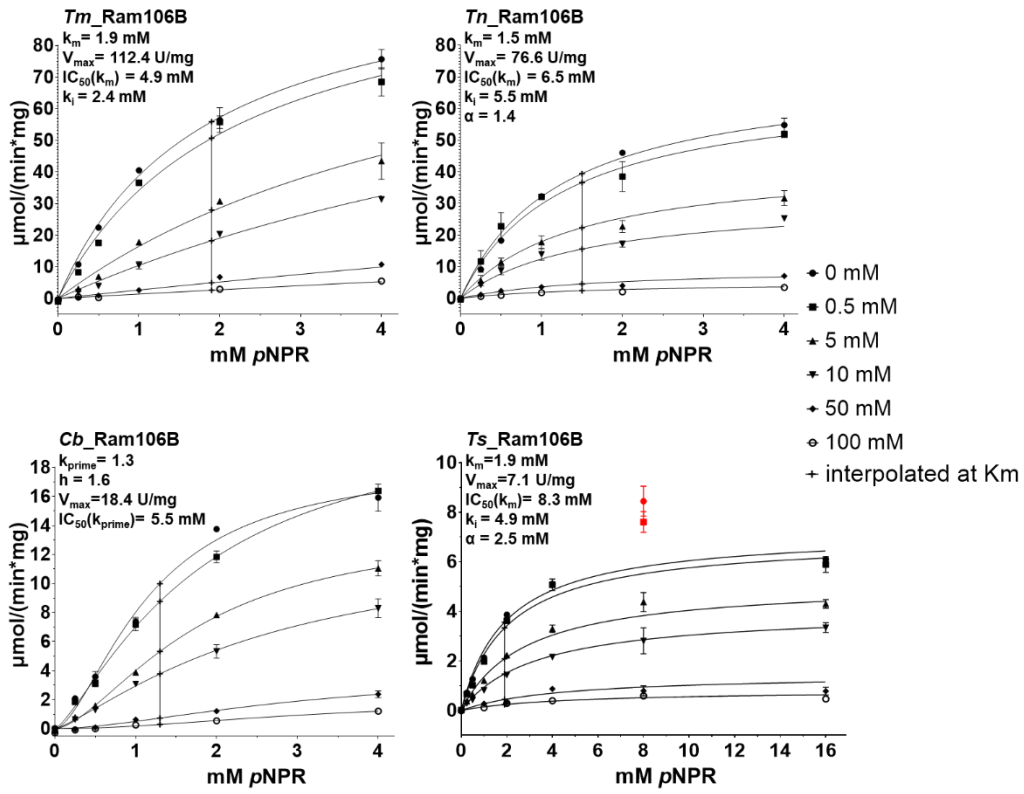 Tm_Ram106B
km= 1.9 mM
Vmax= 112.4 U/mg
IC50(km) = 4.9 mM
ki = 2.4 mM
80
70
60
50
40
30
20
10
0
µmol/(min*mg)
0
1
2
3
4
mM pNPR
Tn_Ram106B
km = 1.5 mM
Vmax= 76.6 U/mg
IC50(km) = 6.5 mM
ki = 5.5 mM
α = 1.4
80
70
60
50
40
30
20
10
0
µmol/(min*mg)
0
1
2
3
4
mM pNPR
0 mM
0.5 mM
5 mM
10 mM
50 mM
100 mM
interpolated at Km
Cb_Ram106B
kprime= 1.3
h = 1.6
Vmax=18.4 U/mg
IC50(kprime)= 5.5 mM
18
16
14
12
10
8
6
4
2
0
µmol/(min*mg)
0
1
2
3
4
mM pNPR
Ts_Ram106B
km=1.9 mM
Vmax=7.1 U/mg
IC50(km)= 8.3 mM
ki = 4.9 mM
α = 2.5 mM
10
8
6
4
2
0
µmol/(min*mg)
0
2
4
6
8
10
12
14
16
mM pNPR